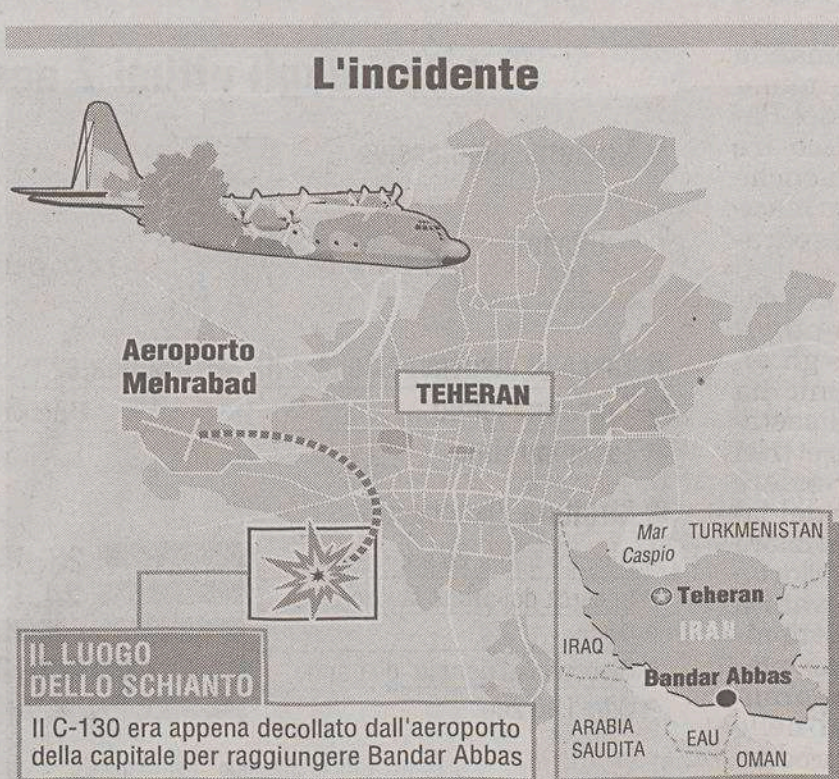 L'incidente
Aeroporto
Mehrabad
TEHERAN
IL LUOGO
DELLO SCHIANTO
Il C-130 era appena decollato dall'aeroporto
della capitale per raggiungere Bandar Abbas
Mar
Caspio
TURKMENISTAN
Teheran
IRAN
IRAQ
Bandar Abbas
ARABIA
SAUDITA
EAU
OMAN